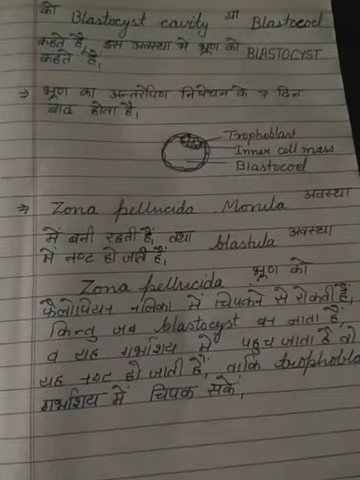 को Blastocyst cavity या Blastocoel
कहते हैं, इस अवस्था में भ्रूण को BLASTOCYST
कहते हैं।
→ भ्रूण का अन्तर्रोपण निषेचन के 7 दिन
बाद होता है।
Trophoblast
Inner cell mass
Blastocoel
→ Zona pellucida Morula अवस्था
में बनी रहती है, तथा blastula अवस्था
में नष्ट हो जाती है।
Zona pellucida भ्रूण को
फैलोपियन नलिका में चिपकने से रोकती है,
किन्तु जब blastocyst बन जाता है
व यह गर्भाशय में पहुच जाता है तो
यह नष्ट हो जाती है, ताकि trophobla
गर्भाशय में चिपक सके,